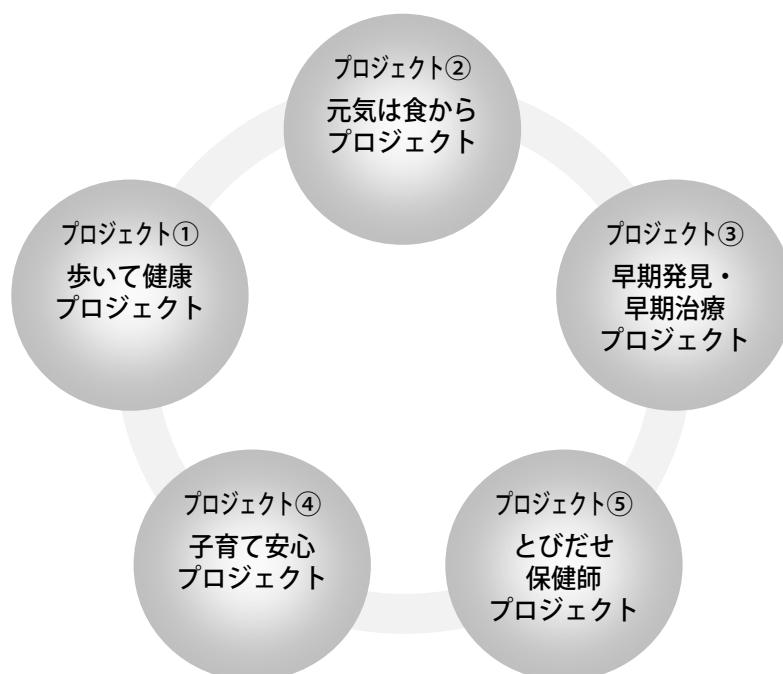 プロジェクト①
歩いて健康
プロジェクト
プロジェクト②
元気は食から
プロジェクト
プロジェクト③
早期発見・
早期治療
プロジェクト
プロジェクト④
子育て安心
プロジェクト
プロジェクト⑤
とびだせ
保健師
プロジェクト